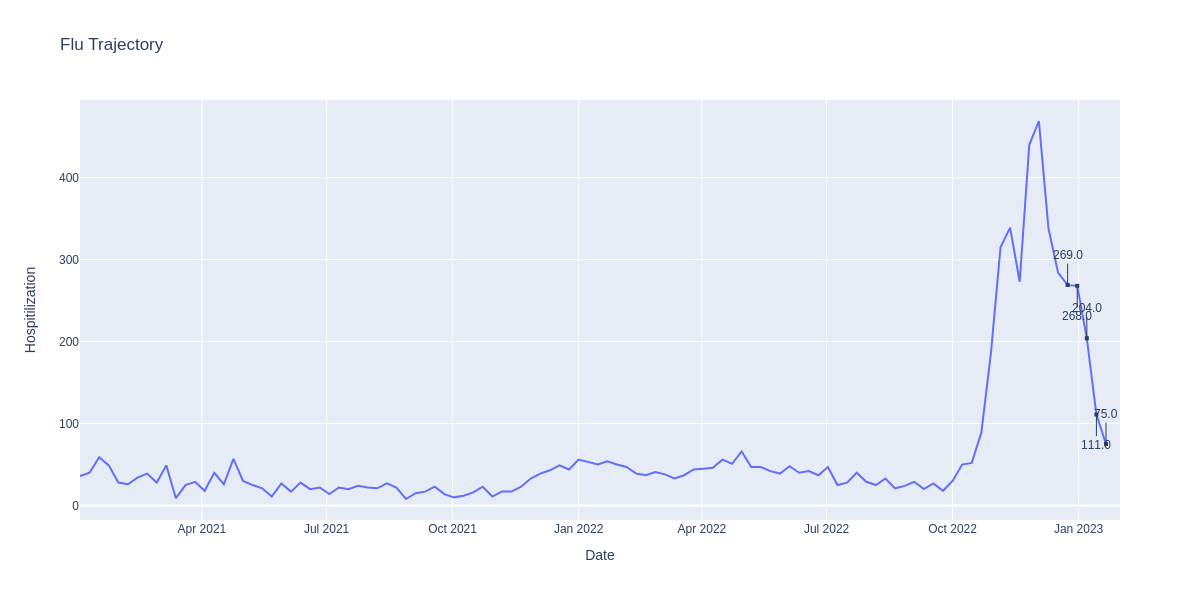 Flu Trajectory
Hospitilization
400
300
200
100
0
269.0
268.0
204.0
111.0
75.0
Apr 2021
Jul 2021
Oct 2021
Jan 2022
Apr 2022
Jul 2022
Oct 2022
Jan 2023
Date